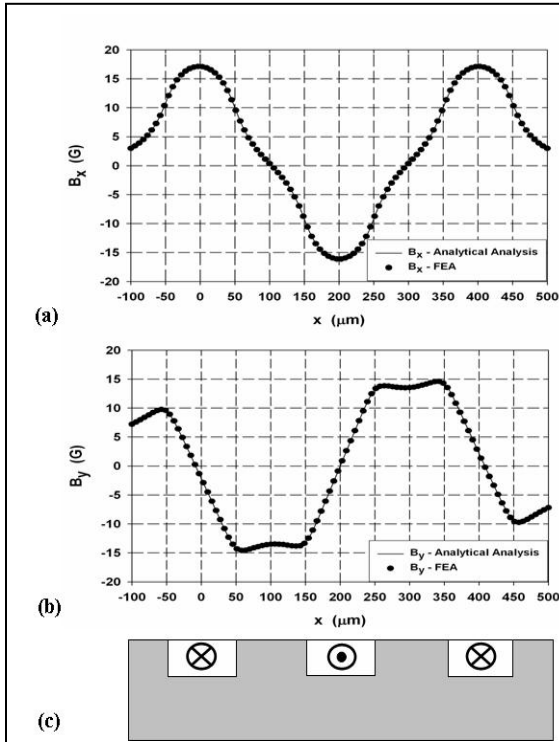 20
15
10
5
0
-5
-10
-15
-20
Bx (G)
-100 -50 0 50 100 150 200 250 300 350 400 450 500
x (μm)
Bx - Analytical Analysis
Bx - FEA
(a)
20
15
10
5
0
-5
-10
-15
-20
By (G)
-100 -50 0 50 100 150 200 250 300 350 400 450 500
x (μm)
By - Analytical Analysis
By - FEA
(b)
(c)